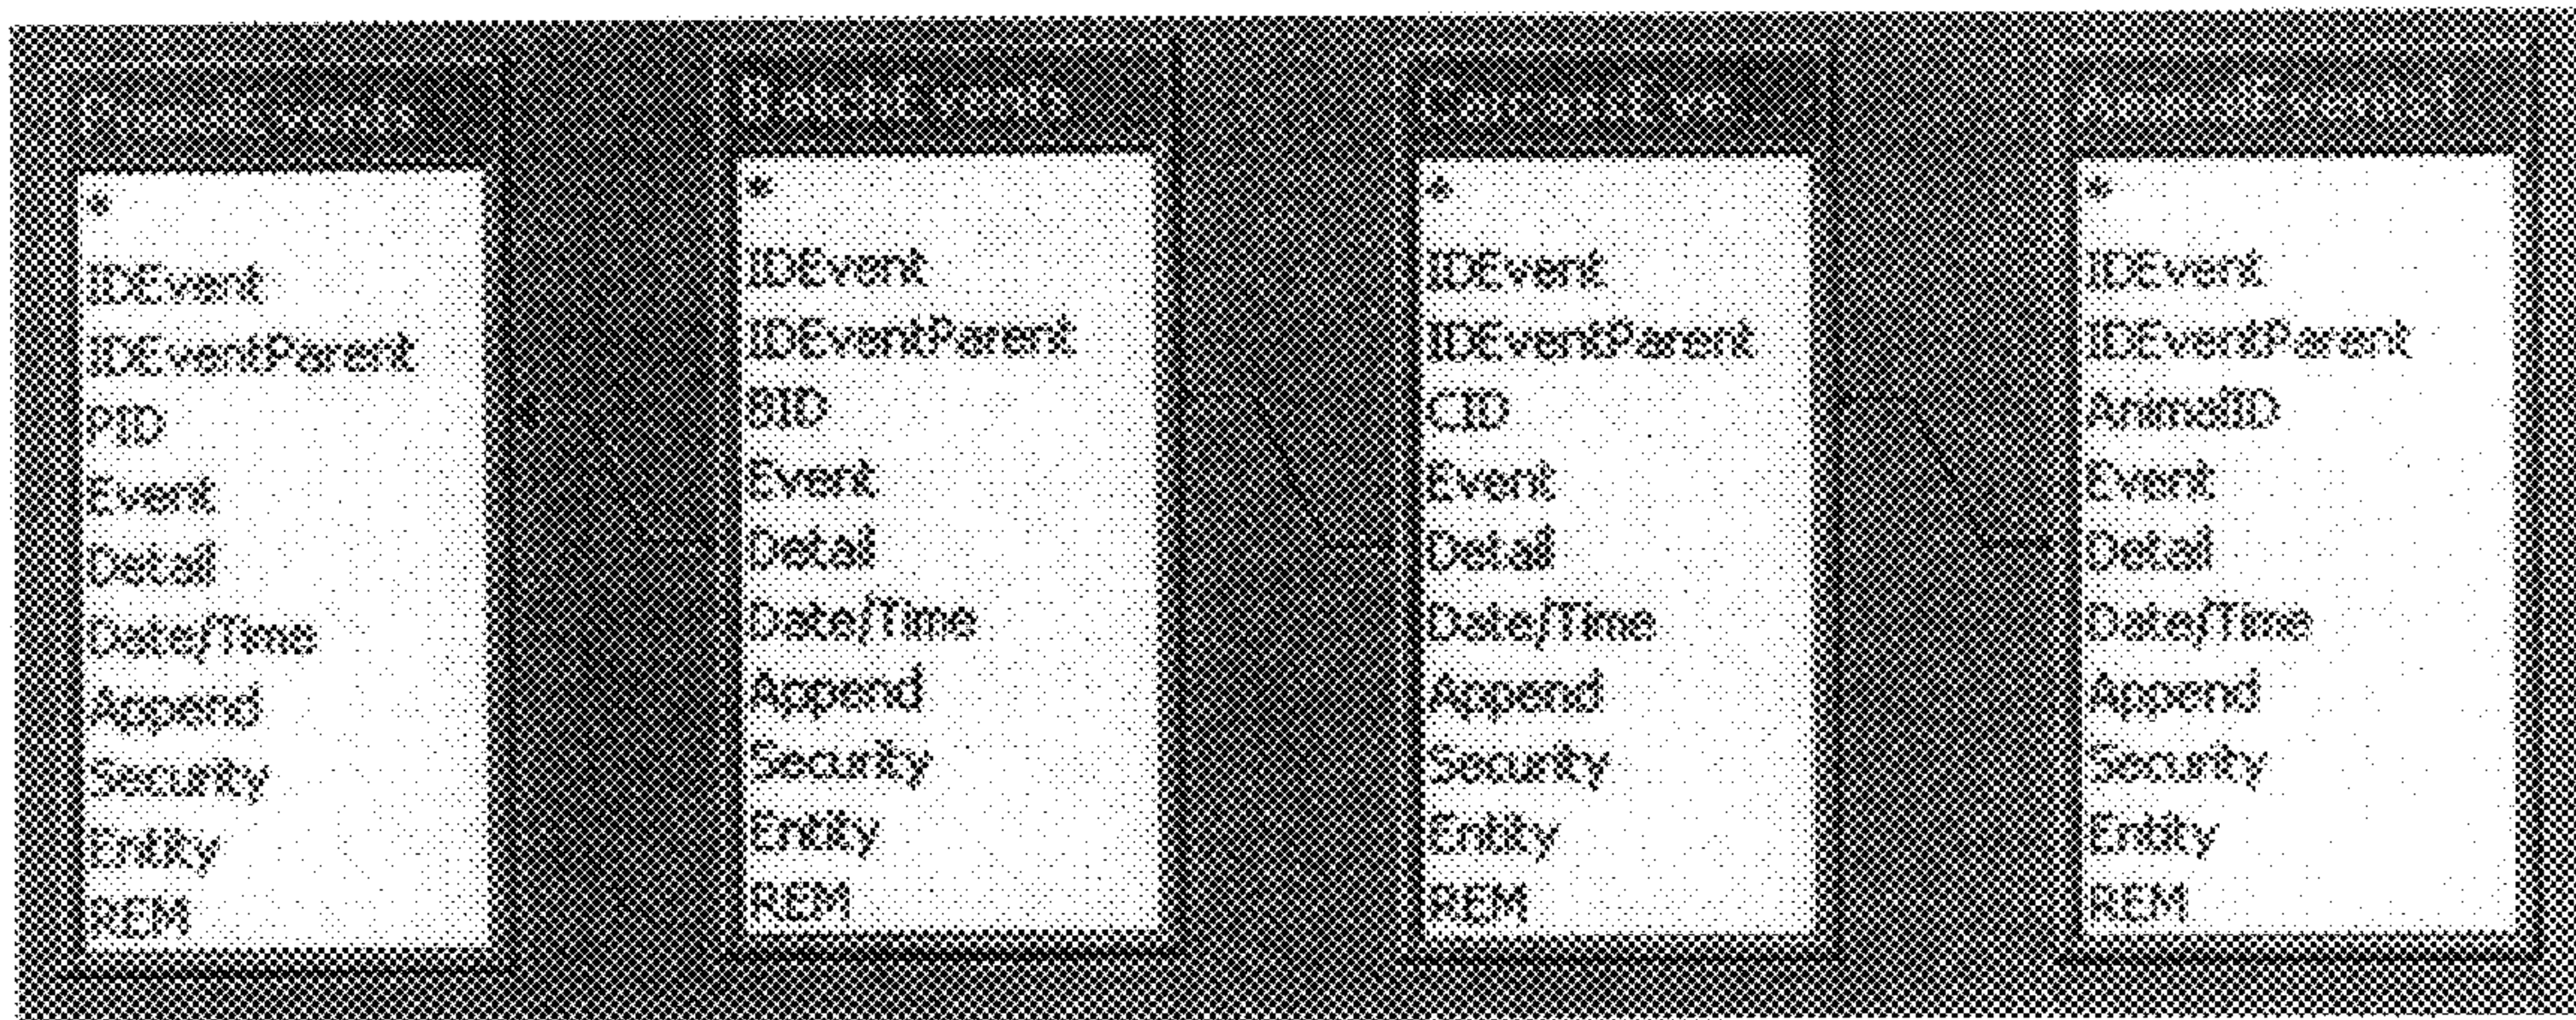 *
IDEvent
IDEventParent
PID
Event
Detail
Date/Time
Append
Security
Entity
REM
*
IDEvent
IDEventParent
BID
Event
Detail
Date/Time
Append
Security
Entity
REM
*
IDEvent
IDEventParent
CID
Event
Detail
Date/Time
Append
Security
Entity
REM
*
IDEvent
IDEventParent
AnimalID
Event
Detail
Date/Time
Append
Security
Entity
REM